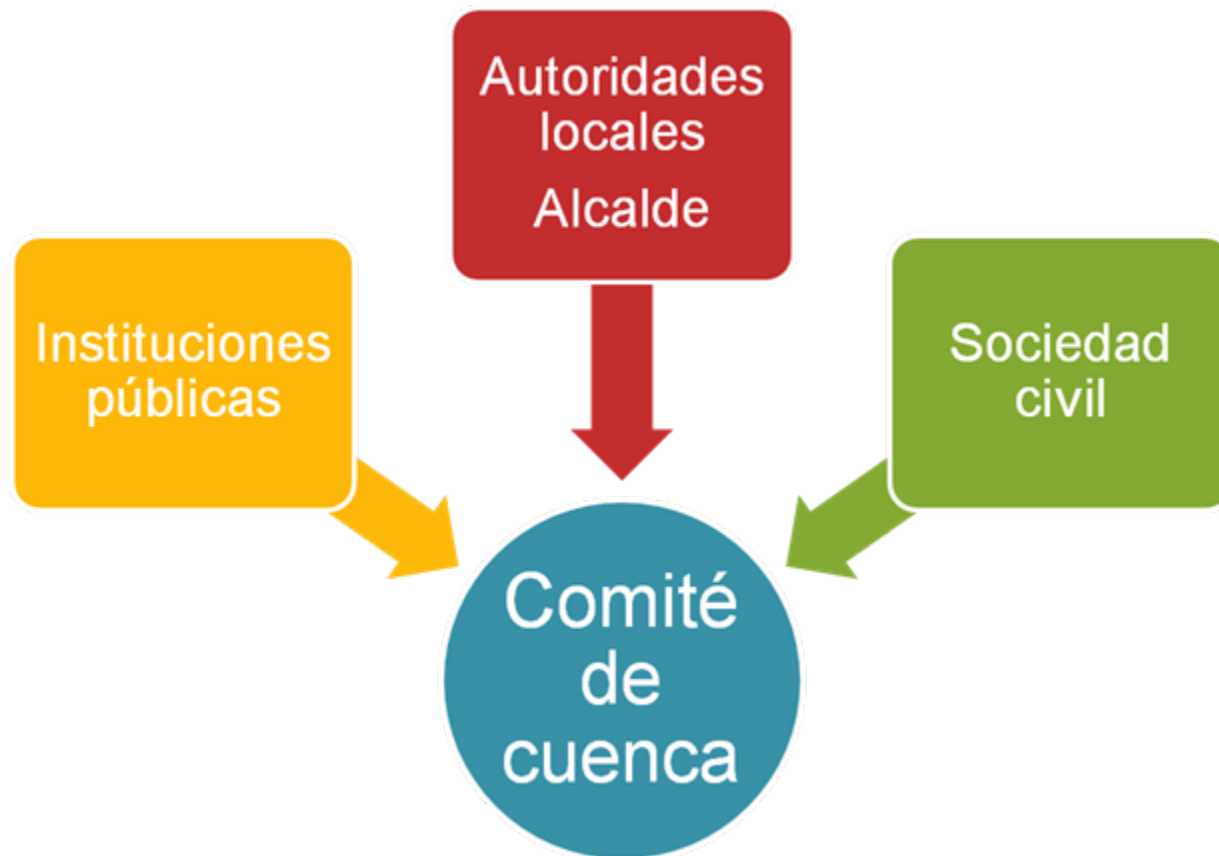 Autoridades
locales
Alcalde
Instituciones
públicas
Sociedad
civil
Comité
de
cuenca